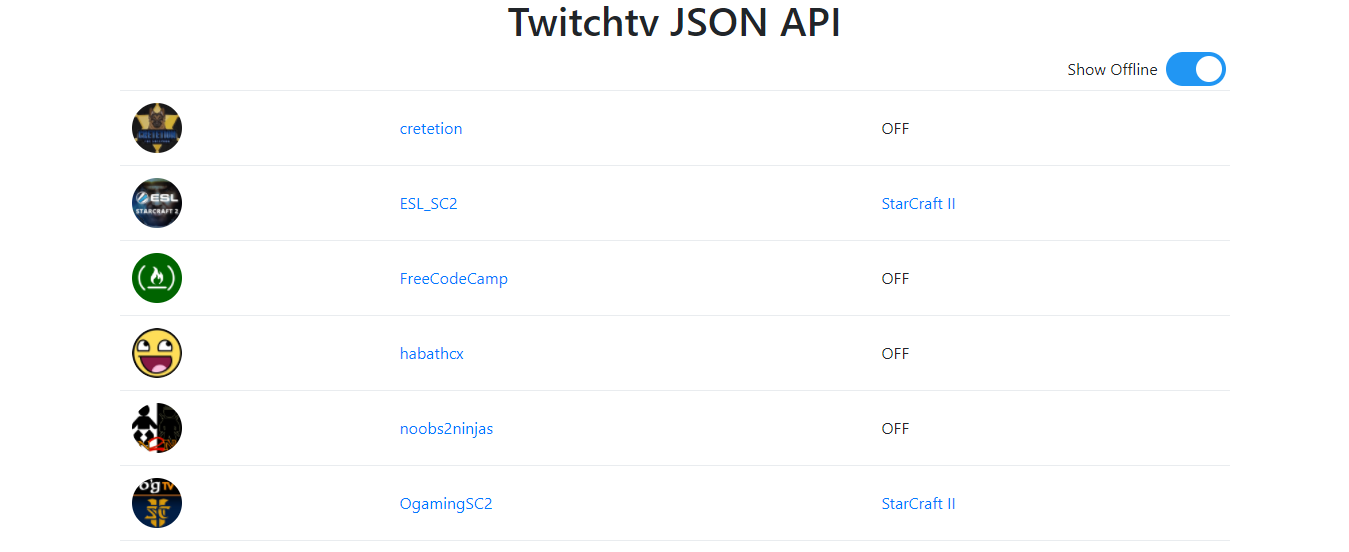 Twitchtv JSON API
Show Offline
cretetion OFF
ESL
STARCRAFT 2
ESL_SC2 StarCraft II
FreeCodeCamp OFF
habathcx OFF
noobs2ninjas OFF
OgamingSC2 StarCraft II